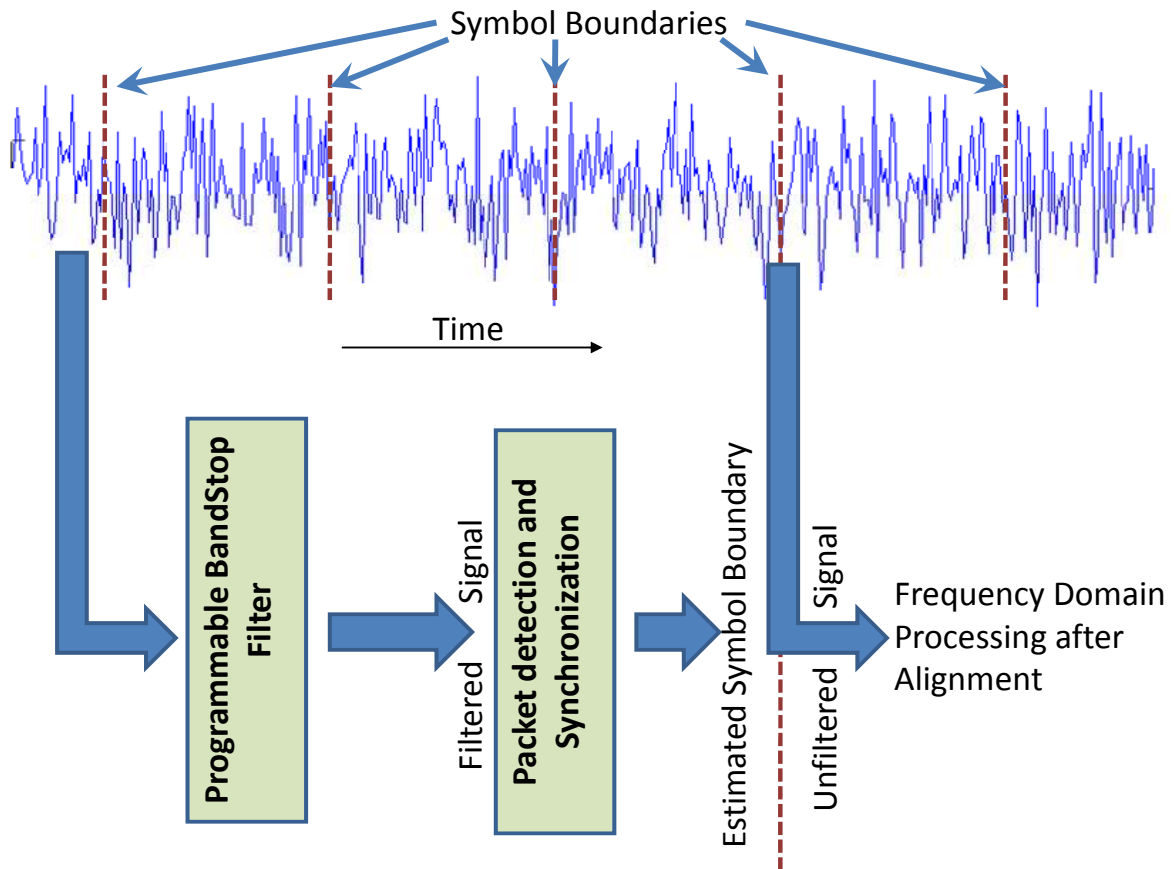 Symbol Boundaries
Time
Programmable BandStop
Filter
Filtered Signal
Packet detection and
Synchronization
Estimated Symbol Boundary
Unfiltered Signal
Frequency Domain
Processing after
Alignment